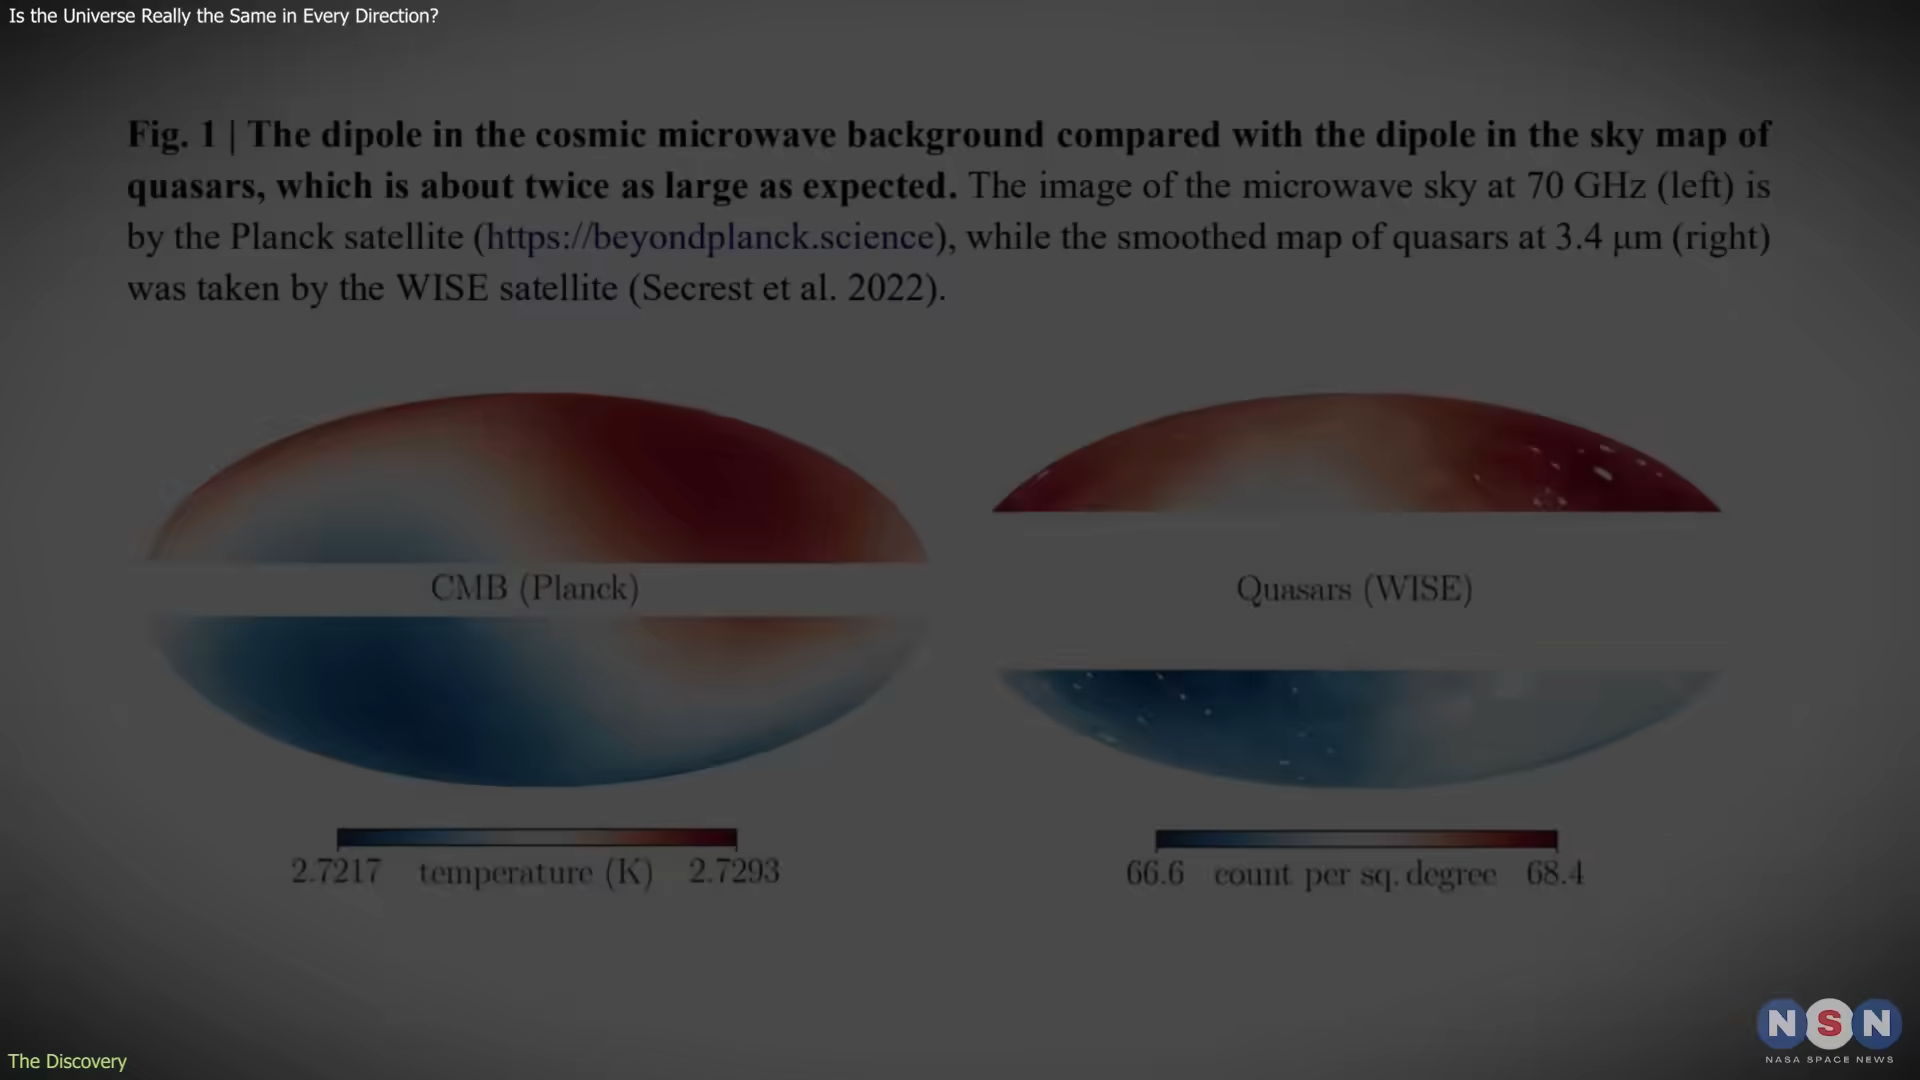 Is the Universe Really the Same in Every Direction?
Fig. 1 | The dipole in the cosmic microwave background compared with the dipole in the sky map of
quasars, which is about twice as large as expected. The image of the microwave sky at 70 GHz (left) is
by the Planck satellite (https://beyondplanck.science), while the smoothed map of quasars at 3.4 μm (right)
was taken by the WISE satellite (Secrest et al. 2022).
CMB (Planck)
Quasars (WISE)
2.7217 temperature (K) 2.7293
66.6 count per sq. degree 68.4
NSN
NASA SPACE NEWS
The Discovery